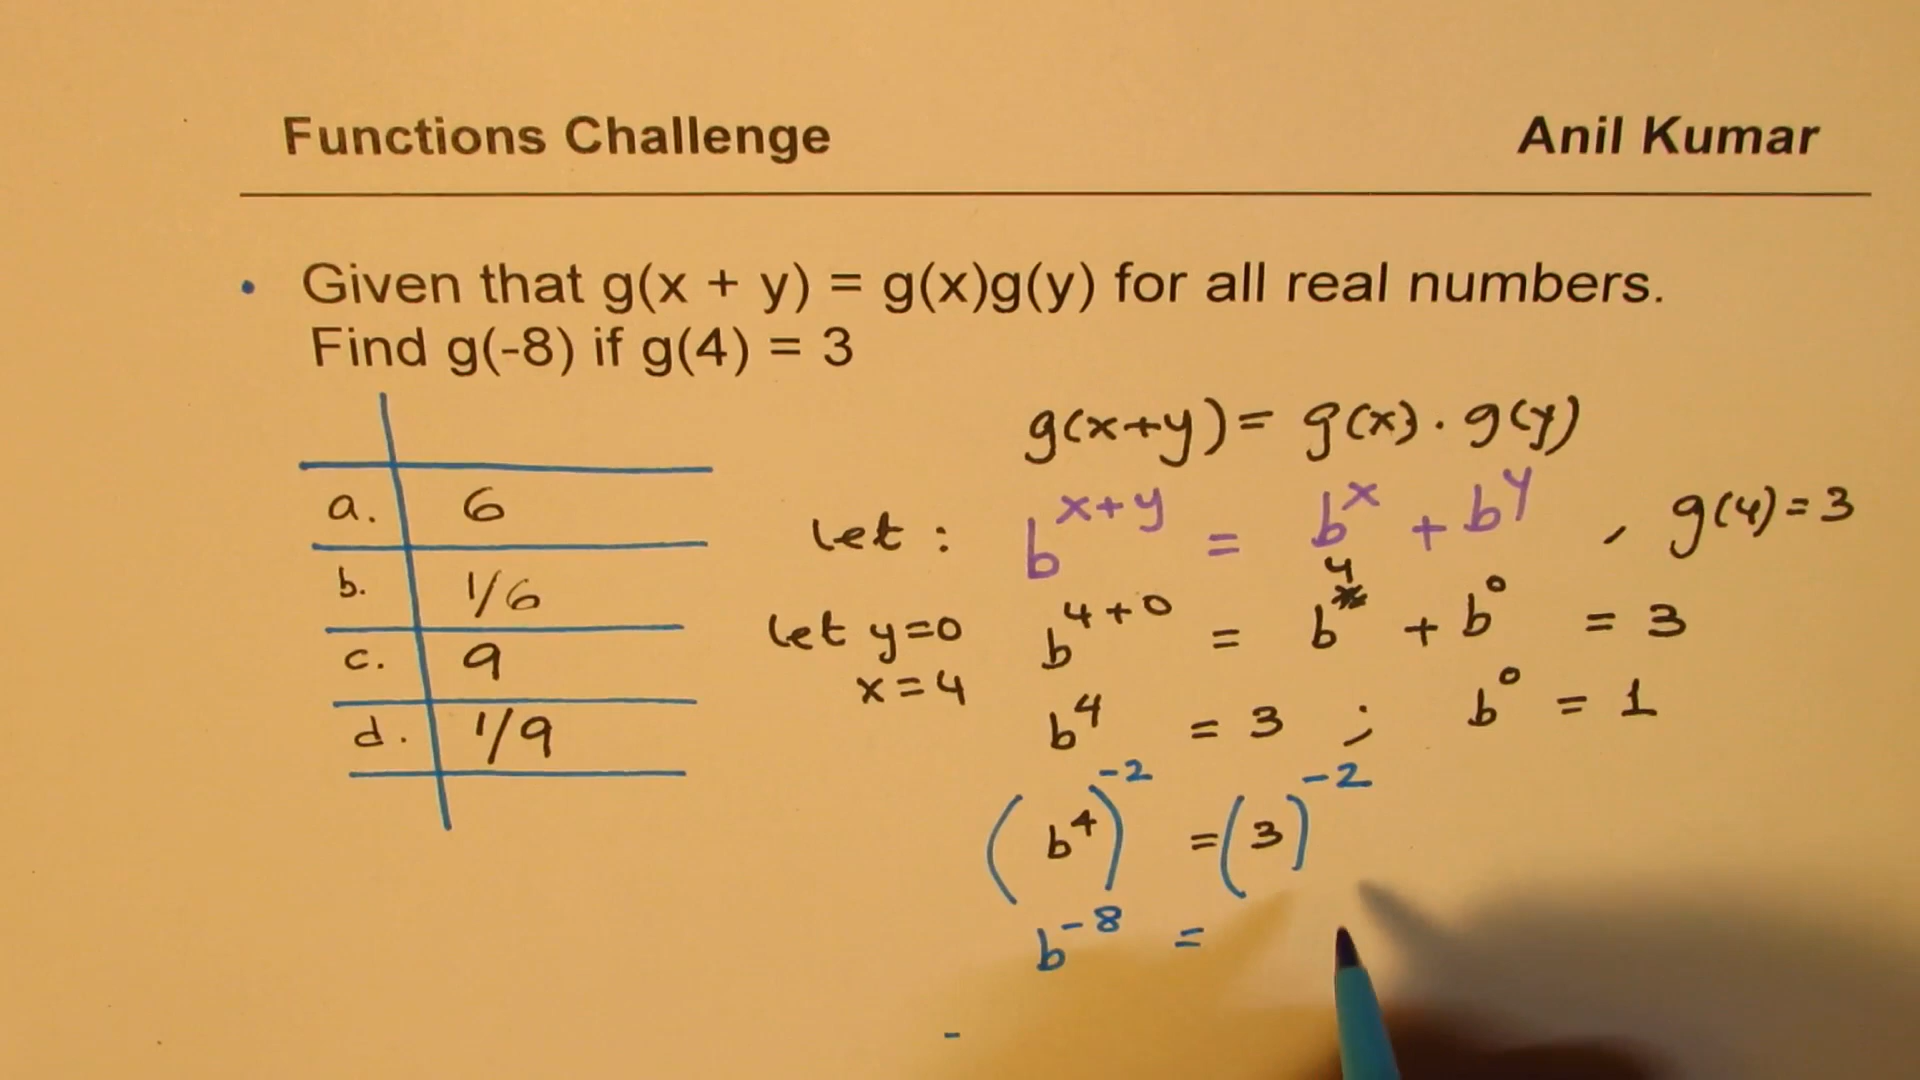 Functions Challenge Anil Kumar
• Given that g(x + y) = g(x)g(y) for all real numbers.
Find g(-8) if g(4) = 3
g(x+y) = g(x) . g(y)
a. 6
b. 1/6
c. 9
d. 1/9
Let : b^(x+y) = b^x + b^y , g(4) = 3
Let y=0 b^(4+0) = b^4 + b^0 = 3
x=4
b^4 = 3 ; b^0 = 1
(b^4)^-2 = (3)^-2
b^-8 =
-